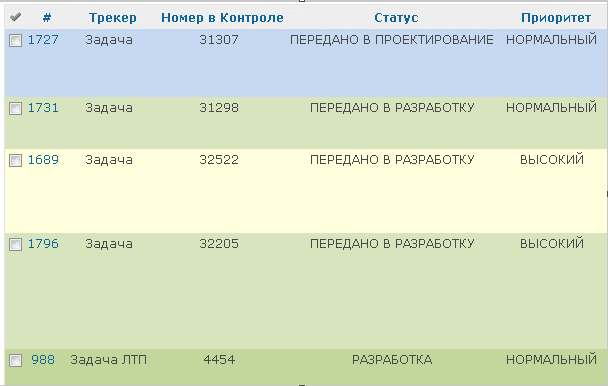 # Трекер Номер в Контроле Статус Приоритет
1727 Задача 31307 ПЕРЕДАНО В ПРОЕКТИРОВАНИЕ НОРМАЛЬНЫЙ
1731 Задача 31298 ПЕРЕДАНО В РАЗРАБОТКУ НОРМАЛЬНЫЙ
1689 Задача 32522 ПЕРЕДАНО В РАЗРАБОТКУ ВЫСОКИЙ
1796 Задача 32205 ПЕРЕДАНО В РАЗРАБОТКУ ВЫСОКИЙ
988 Задача ЛТП 4454 РАЗРАБОТКА НОРМАЛЬНЫЙ